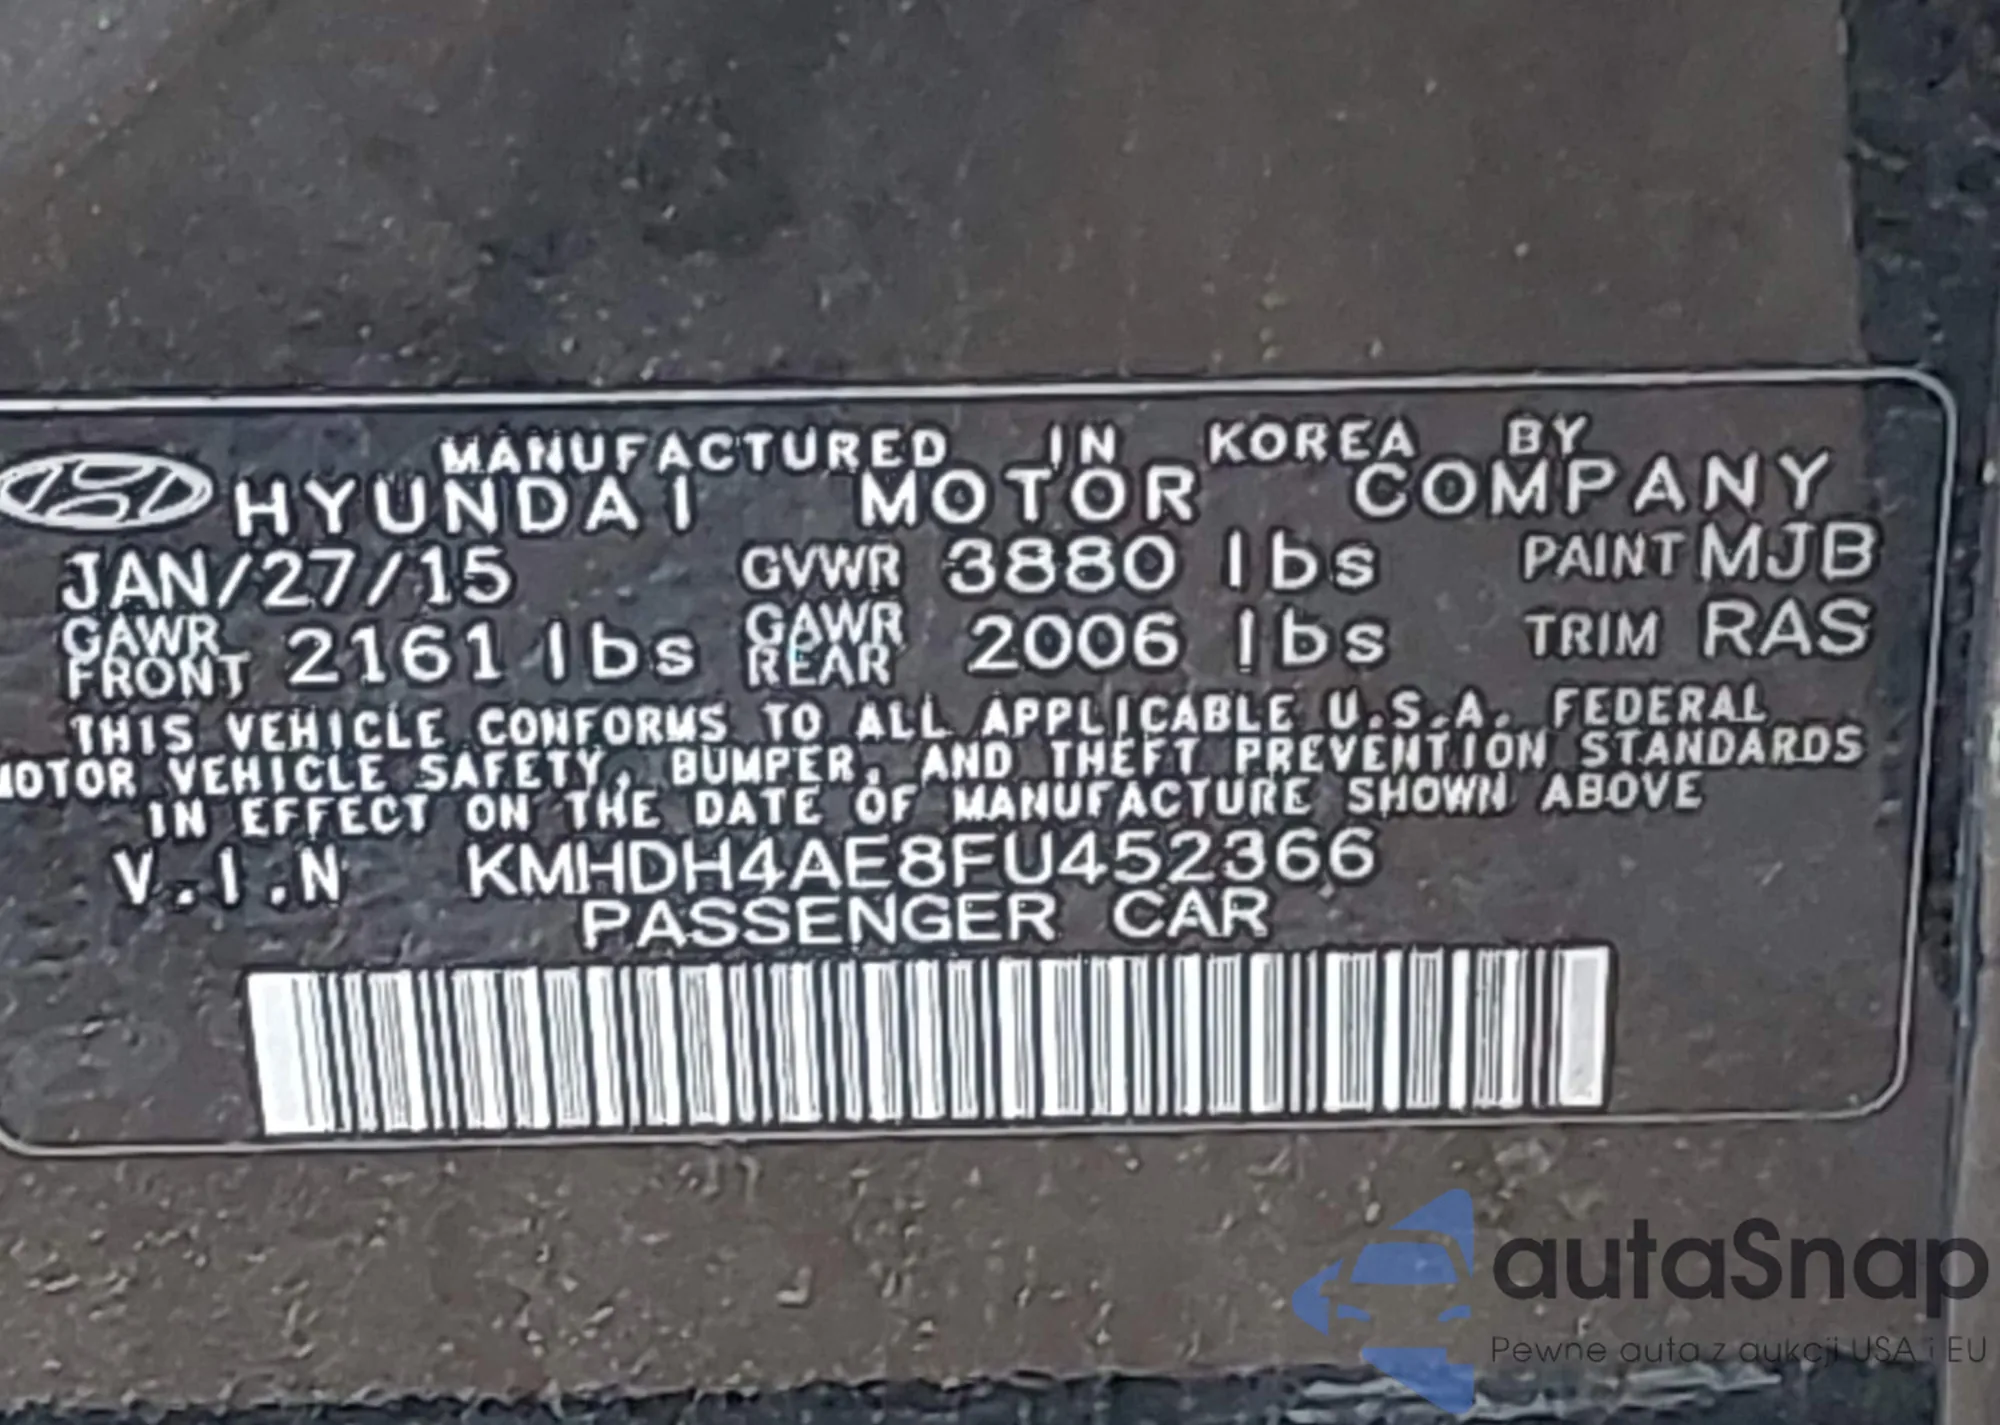 MANUFACTURED IN KOREA BY
HYUNDAI MOTOR COMPANY
JAN/27/15 GVWR 3880 lbs PAINT MJB
GAWR FRONT 2161 lbs GAWR REAR 2006 lbs TRIM RAS
THIS VEHICLE CONFORMS TO ALL APPLICABLE U.S.A. FEDERAL
MOTOR VEHICLE SAFETY, BUMPER, AND THEFT PREVENTION STANDARDS
IN EFFECT ON THE DATE OF MANUFACTURE SHOWN ABOVE
V.I.N KMHDH4AE8FU452366
PASSENGER CAR
autaSnap
Pewne auta z aukcji USA i EU